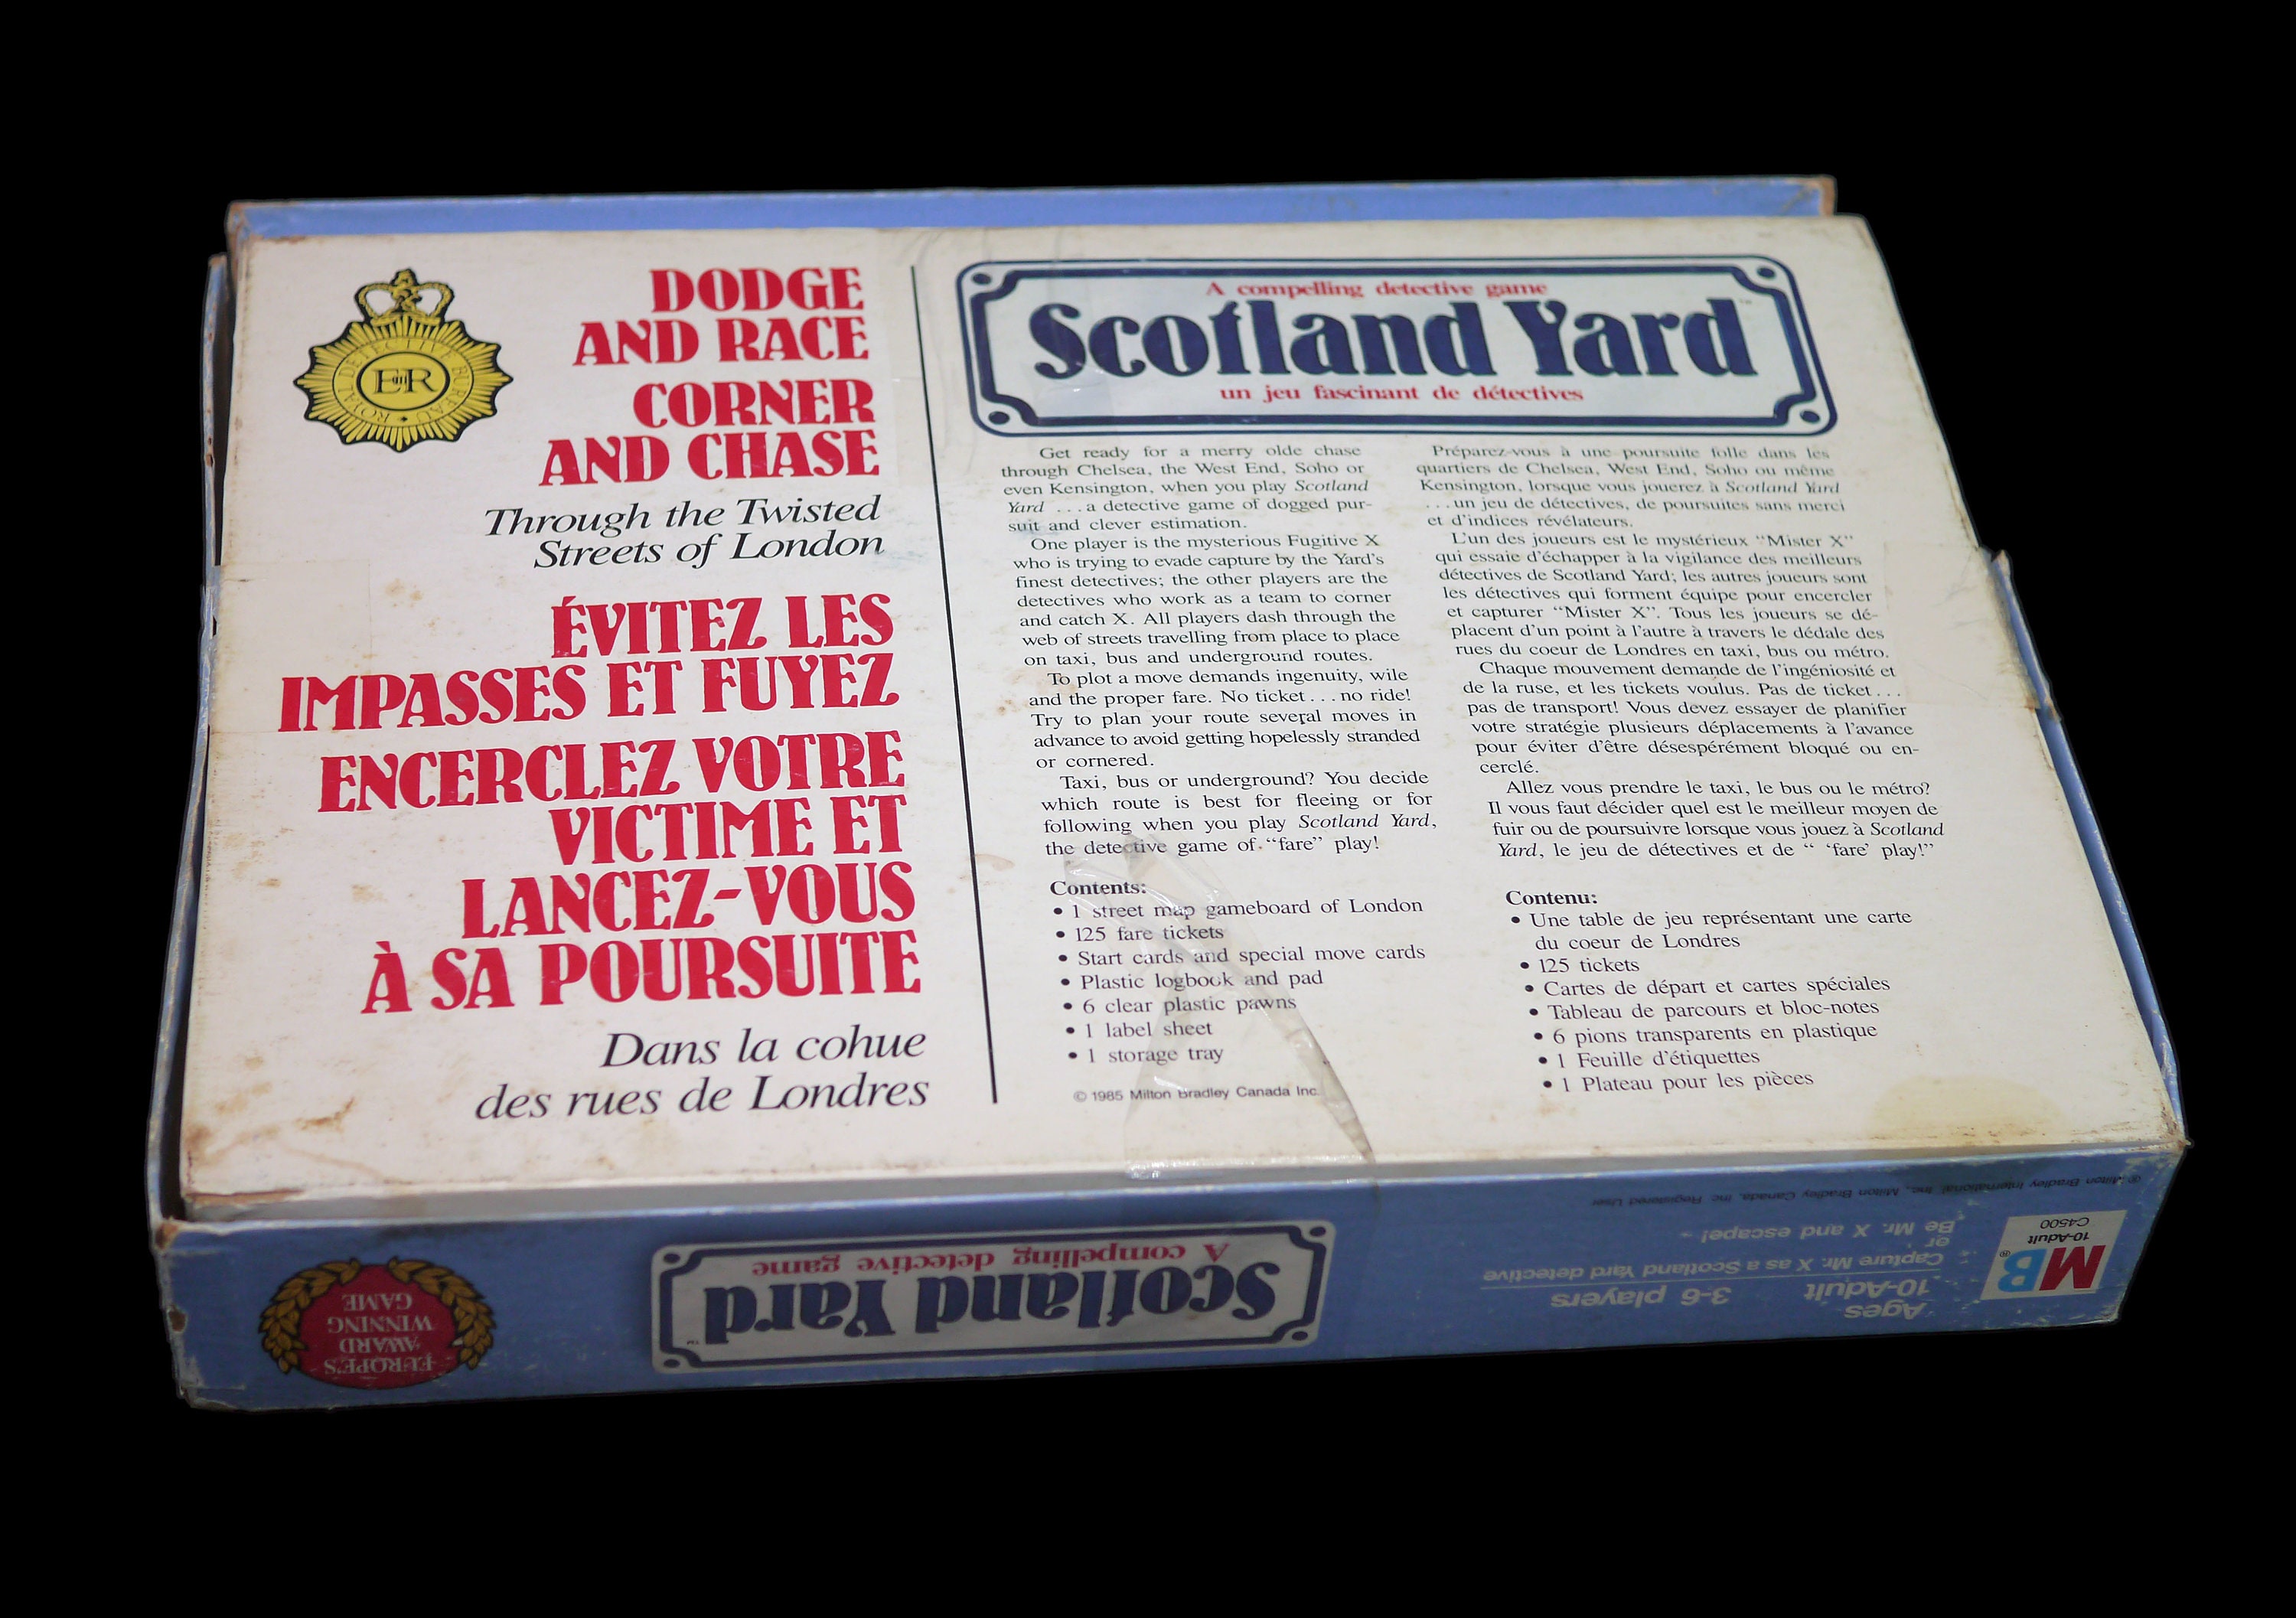 ROYAL DETECTIVE BUREAU
EIIR
DODGE
AND RACE
CORNER
AND CHASE
Through the Twisted
Streets of London
ÉVITEZ LES
IMPASSES ET FUYEZ
ENCERCLEZ VOTRE
VICTIME ET
LANCEZ-VOUS
À SA POURSUITE
Dans la cohue
des rues de Londres
A compelling detective game
Scotland Yard™
un jeu fascinant de détectives
Get ready for a merry olde chase
through Chelsea, the West End, Soho or
even Kensington, when you play Scotland
Yard ...a detective game of dogged pur-
suit and clever estimation.
One player is the mysterious Fugitive X
who is trying to evade capture by the Yard's
finest detectives; the other players are the
detectives who work as a team to corner
and catch X. All players dash through the
web of streets travelling from place to place
on taxi, bus and underground routes.
To plot a move demands ingenuity, wile
and the proper fare. No ticket...no ride!
Try to plan your route several moves in
advance to avoid getting hopelessly stranded
or cornered.
Taxi, bus or underground? You decide
which route is best for fleeing or for
following when you play Scotland Yard,
the detective game of "fare" play!
Contents:
• 1 street map gameboard of London
• 125 fare tickets
• Start cards and special move cards
• Plastic logbook and pad
• 6 clear plastic pawns
• 1 label sheet
• 1 storage tray
© 1985 Milton bradley Canada Inc.
Préparez-vous à une poursuite folle dans les
quartiers de Chelsea, West End, Soho ou même
Kensington, lorsque vous jouerez à Scotland Yard
...un jeu de détectives, de poursuites sans merci
et d'indices révélateurs.
L'un des joueurs est le mystérieux "Mister X"
qui essaie d'échapper à la vigilance des meilleurs
détectives de Scotland Yard; les autres joueurs sont
les détectives qui forment équipe pour encercler
et capturer "Mister X". Tous les joueurs se dé-
placent d'un point à l'autre à travers le dédale des
rues du coeur de Londres en taxi, bus ou métro.
Chaque mouvement demande de l'ingéniosité et
de la ruse, et les tickets voulus. Pas de ticket...
pas de transport! Vous devez essayer de planifier
votre stratégie plusieurs déplacements à l'avance
pour éviter d'être désespérément bloqué ou en-
cerclé.
Allez vous prendre le taxi, le bus ou le métro?
Il vous faut décider quel est le meilleur moyen de
fuir ou de poursuivre lorsque vous jouez à Scotland
Yard, le jeu de détectives et de " 'fare' play!"
Contenu:
• Une table de jeu représentant une carte
du coeur de Londres
• 125 tickets
• Cartes de départ et cartes spéciales
• Tableau de parcours et bloc-notes
• 6 pions transparents en plastique
• 1 Feuille d'étiquettes
• 1 Plateau pour les pièces
MB®
10-Adult
C4500
Ages
10-Adult
3-6 players
Capture Mr. X as a Scotland Yard detective
or
Be Mr. X and escape!
® Milton Bradley International, Inc., Milton Bradley Canada, Inc. Registered User
Scotland Yard™
A compelling detective game
EUROPE'S
AWARD
WINNING
GAME